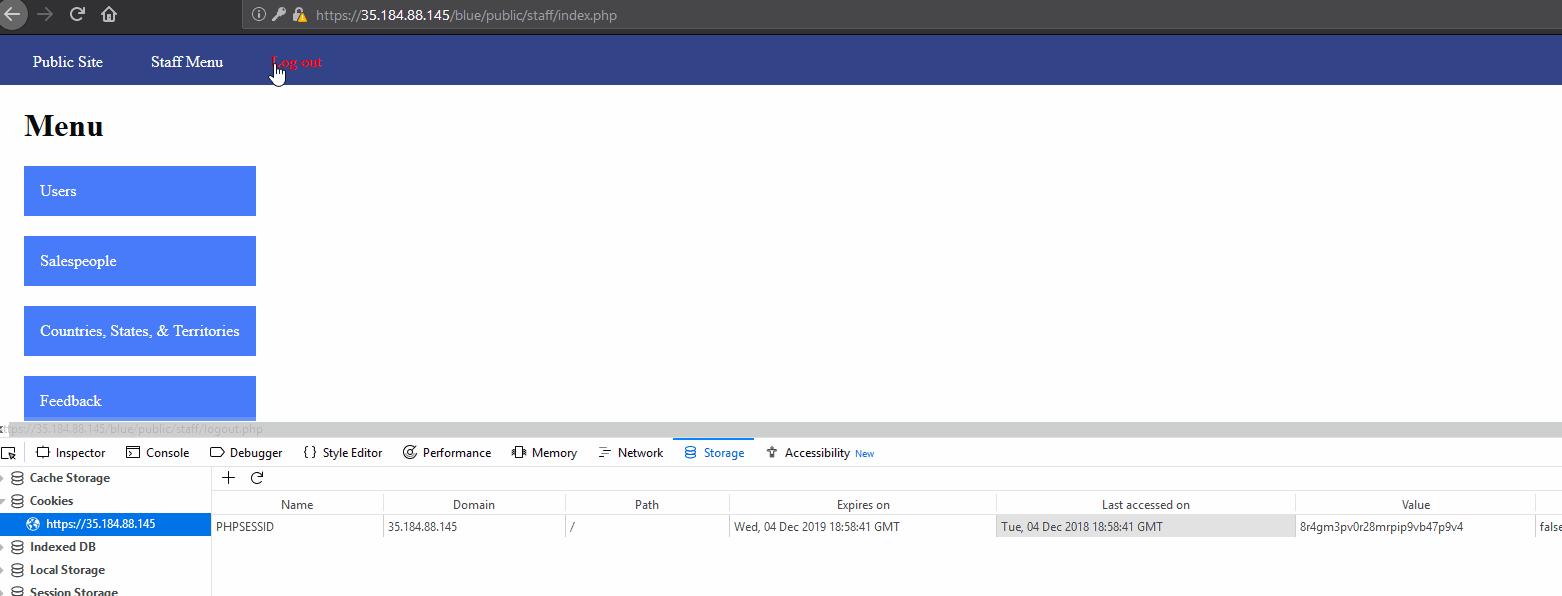 https://35.184.88.145/blue/public/staff/index.php
Public Site Staff Menu Log out
Menu
Users
Salespeople
Countries, States, & Territories
Feedback
https://35.184.88.145/blue/public/staff/logout.php
Inspector Console Debugger {} Style Editor Performance Memory Network Storage Accessibility New
Cache Storage
Cookies
Name Domain Path Expires on Last accessed on Value
https://35.184.88.145
PHPSESSID 35.184.88.145 / Wed, 04 Dec 2019 18:58:41 GMT Tue, 04 Dec 2018 18:58:41 GMT 8r4gm3pv0r28mrpip9vb47p9v4 false
Indexed DB
Local Storage
Session Storage